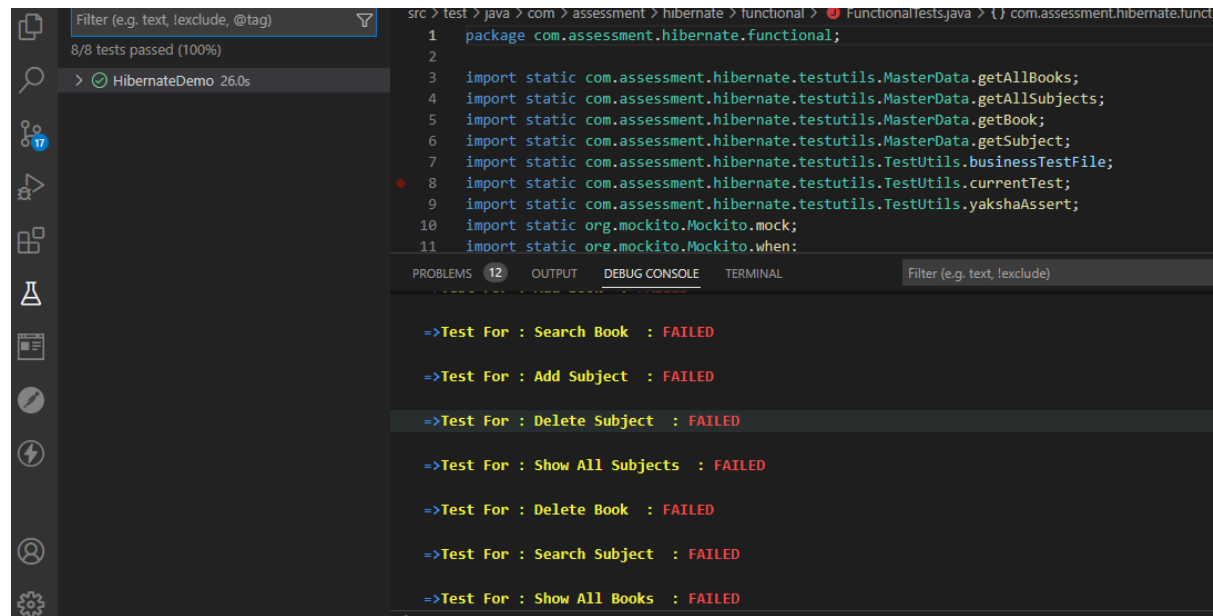 Filter (e.g. text, !exclude, @tag)
8/8 tests passed (100%)
HibernateDemo 26.0s
17
src > test > java > com > assessment > hibernate > functional > FunctionalTests.java > {} com.assessment.hibernate.funct
1 package com.assessment.hibernate.functional;
2
3 import static com.assessment.hibernate.testutils.MasterData.getAllBooks;
4 import static com.assessment.hibernate.testutils.MasterData.getAllSubjects;
5 import static com.assessment.hibernate.testutils.MasterData.getBook;
6 import static com.assessment.hibernate.testutils.MasterData.getSubject;
7 import static com.assessment.hibernate.testutils.TestUtils.businessTestFile;
8 import static com.assessment.hibernate.testutils.TestUtils.currentTest;
9 import static com.assessment.hibernate.testutils.TestUtils.yakshaAssert;
10 import static org.mockito.Mockito.mock;
11 import static org.mockito.Mockito.when;
PROBLEMS 12 OUTPUT DEBUG CONSOLE TERMINAL Filter (e.g. text, !exclude)
=>Test For : Search Book : FAILED
=>Test For : Add Subject : FAILED
=>Test For : Delete Subject : FAILED
=>Test For : Show All Subjects : FAILED
=>Test For : Delete Book : FAILED
=>Test For : Search Subject : FAILED
=>Test For : Show All Books : FAILED